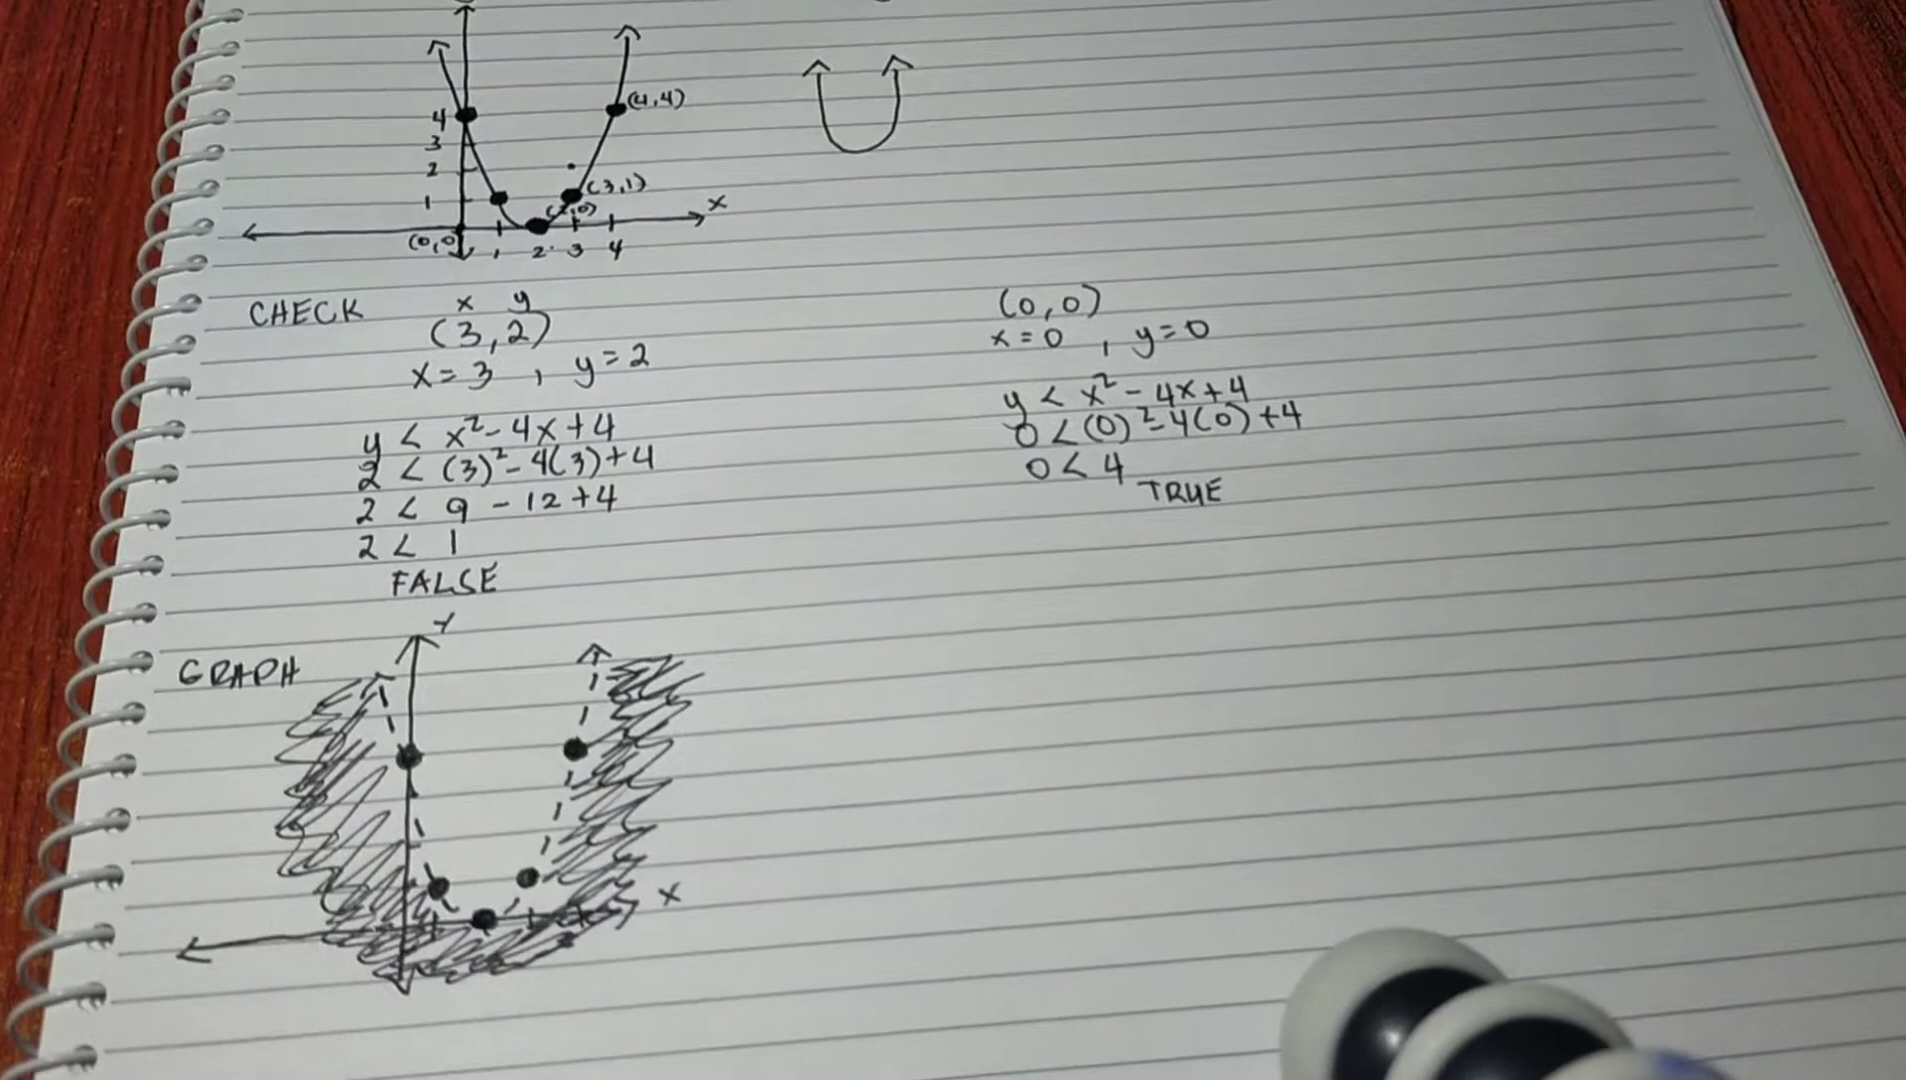 4
(4,4)
3
2
(3,1)
1
x
(0,0
1 2 3 4
CHECK
x y
(3,2)
x=3 , y=2
y < x²-4x+4
2 < (3)²-4(3)+4
2 < 9 - 12 +4
2 < 1
FALSE
(0,0)
x=0 , y=0
y < x² - 4x+4
0 <(0)²-4(0)+4
0<4
TRUE
GRAPH
Y
X